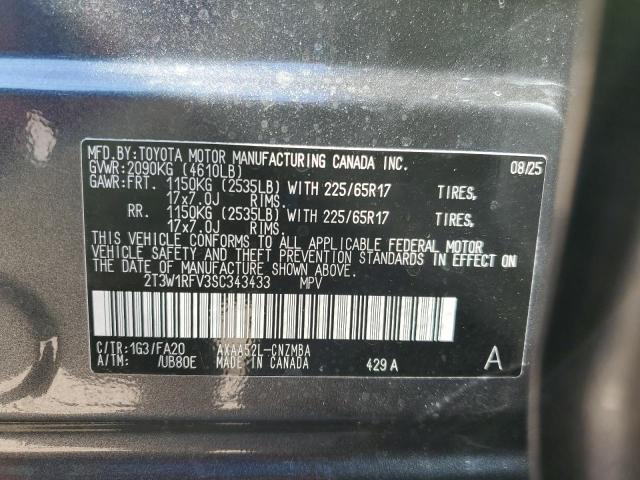 MFD.BY:TOYOTA MOTOR MANUFACTURING CANADA INC. 08/25
GVWR:2090KG (4610LB)
GAWR:FRT. 1150KG (2535LB) WITH 225/65R17 TIRES,
17x7.0J RIMS.
RR. 1150KG (2535LB) WITH 225/65R17 TIRES,
17x7.0J RIMS.
THIS VEHICLE CONFORMS TO ALL APPLICABLE FEDERAL MOTOR
VEHICLE SAFETY AND THEFT PREVENTION STANDARDS IN EFFECT ON
THE DATE OF MANUFACTURE SHOWN ABOVE.
2T3W1RFV3SC343433 MPV
C/TR:1G3/FA20 AXAA52L-CNZMBA
A/TM: /UB80E MADE IN CANADA 429 A A